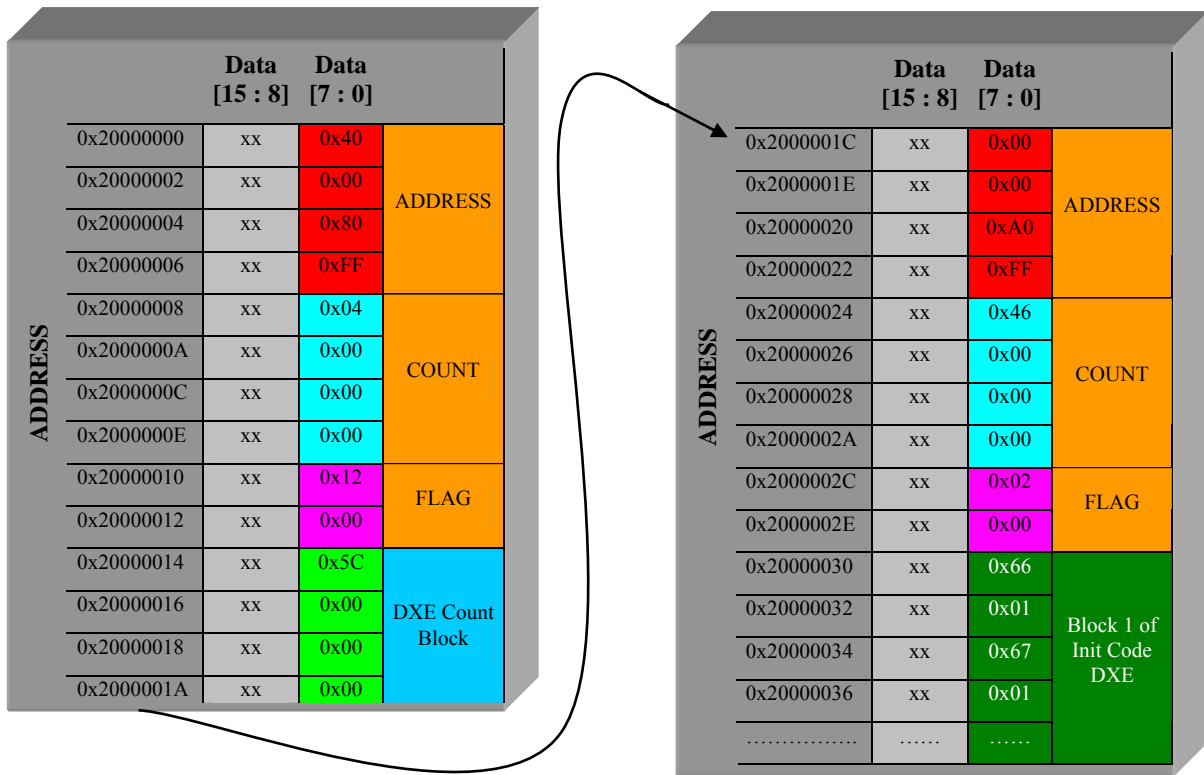 Data Data
[15 : 8] [7 : 0]
ADDRESS
0x20000000 xx 0x40
0x20000002 xx 0x00
ADDRESS
0x20000004 xx 0x80
0x20000006 xx 0xFF
0x20000008 xx 0x04
0x2000000A xx 0x00
COUNT
0x2000000C xx 0x00
0x2000000E xx 0x00
0x20000010 xx 0x12
FLAG
0x20000012 xx 0x00
0x20000014 xx 0x5C
0x20000016 xx 0x00
DXE Count
Block
0x20000018 xx 0x00
0x2000001A xx 0x00
Data Data
[15 : 8] [7 : 0]
ADDRESS
0x2000001C xx 0x00
0x2000001E xx 0x00
ADDRESS
0x20000020 xx 0xA0
0x20000022 xx 0xFF
0x20000024 xx 0x46
0x20000026 xx 0x00
COUNT
0x20000028 xx 0x00
0x2000002A xx 0x00
0x2000002C xx 0x02
FLAG
0x2000002E xx 0x00
0x20000030 xx 0x66
0x20000032 xx 0x01
Block 1 of
Init Code
DXE
0x20000034 xx 0x67
0x20000036 xx 0x01
................ ...... ......